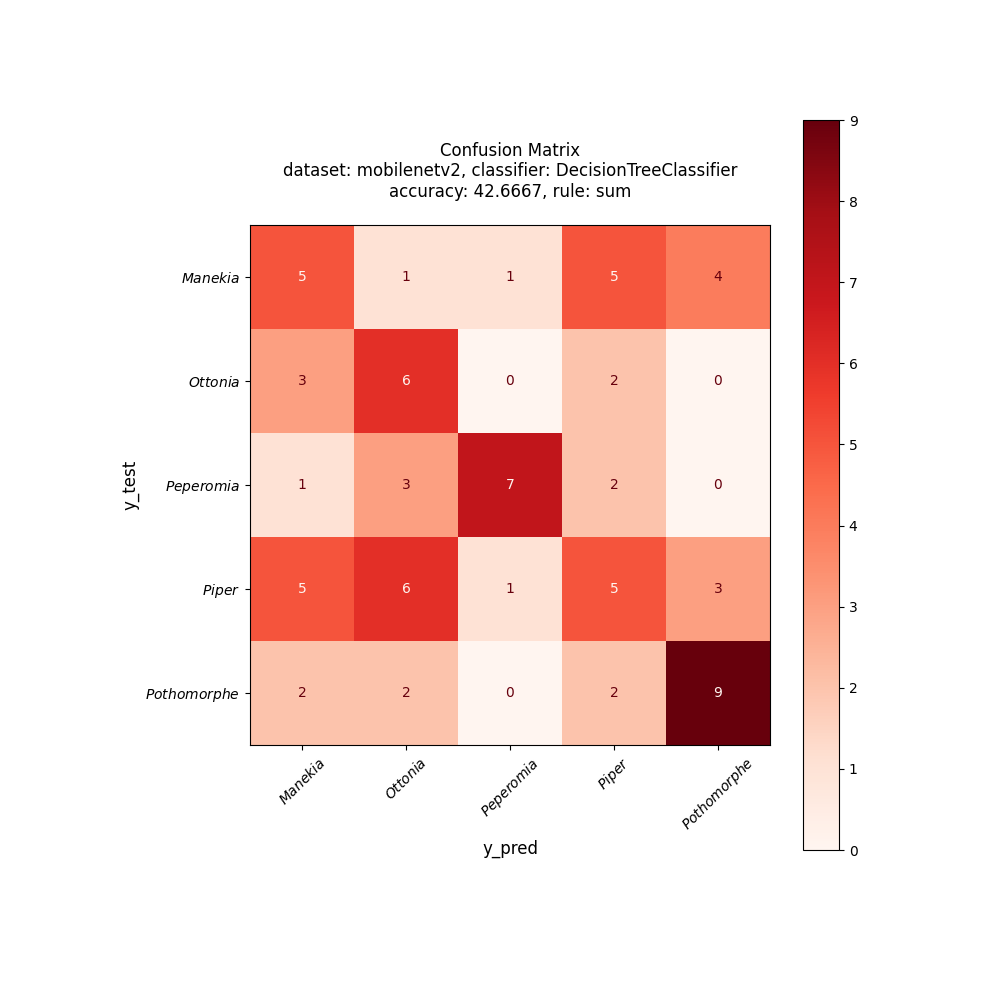 Confusion Matrix
dataset: mobilenetv2, classifier: DecisionTreeClassifier
accuracy: 42.6667, rule: sum
Manekia 5 1 1 5 4
Ottonia 3 6 0 2 0
Peperomia 1 3 7 2 0
Piper 5 6 1 5 3
Pothomorphe 2 2 0 2 9
Manekia Ottonia Peperomia Piper Pothomorphe
y_pred
y_test
9
8
7
6
5
4
3
2
1
0